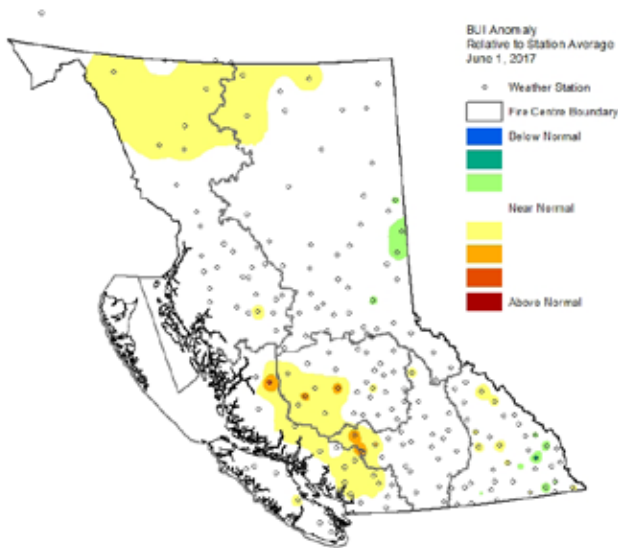 BUI Anomaly
Relative to Station Average
June 1, 2017
Weather Station
Fire Centre Boundary
Below Normal
Near Normal
Above Normal